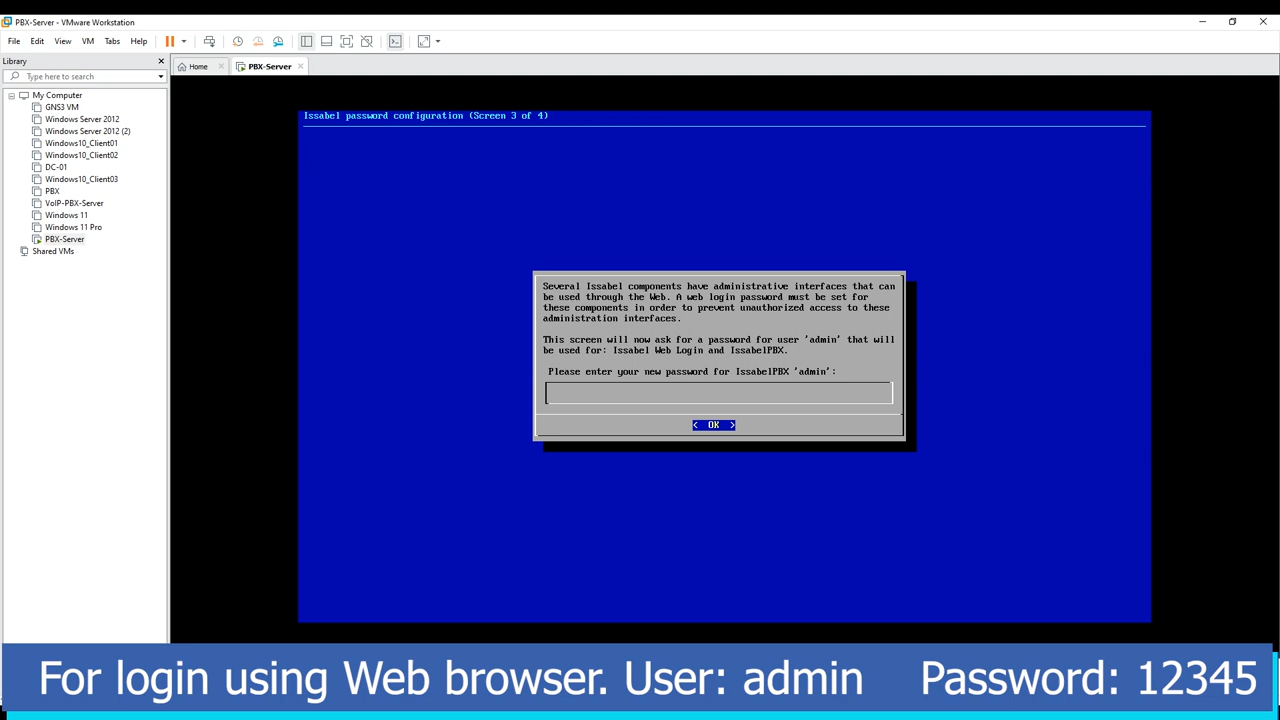 PBX-Server - VMware Workstation
File Edit View VM Tabs Help
Library
Home PBX-Server
Type here to search
My Computer
GNS3 VM
Windows Server 2012
Windows Server 2012 (2)
Windows10_Client01
Windows10_Client02
DC-01
Windows10_Client03
PBX
VoIP-PBX-Server
Windows 11
Windows 11 Pro
PBX-Server
Shared VMs
Issabel password configuration (Screen 3 of 4)
Several Issabel components have administrative interfaces that can
be used through the Web. A web login password must be set for
these components in order to prevent unauthorized access to these
administration interfaces.
This screen will now ask for a password for user 'admin' that will
be used for: Issabel Web Login and IssabelPBX.
Please enter your new password for IssabelPBX 'admin':
< OK >
For login using Web browser. User: admin Password: 12345